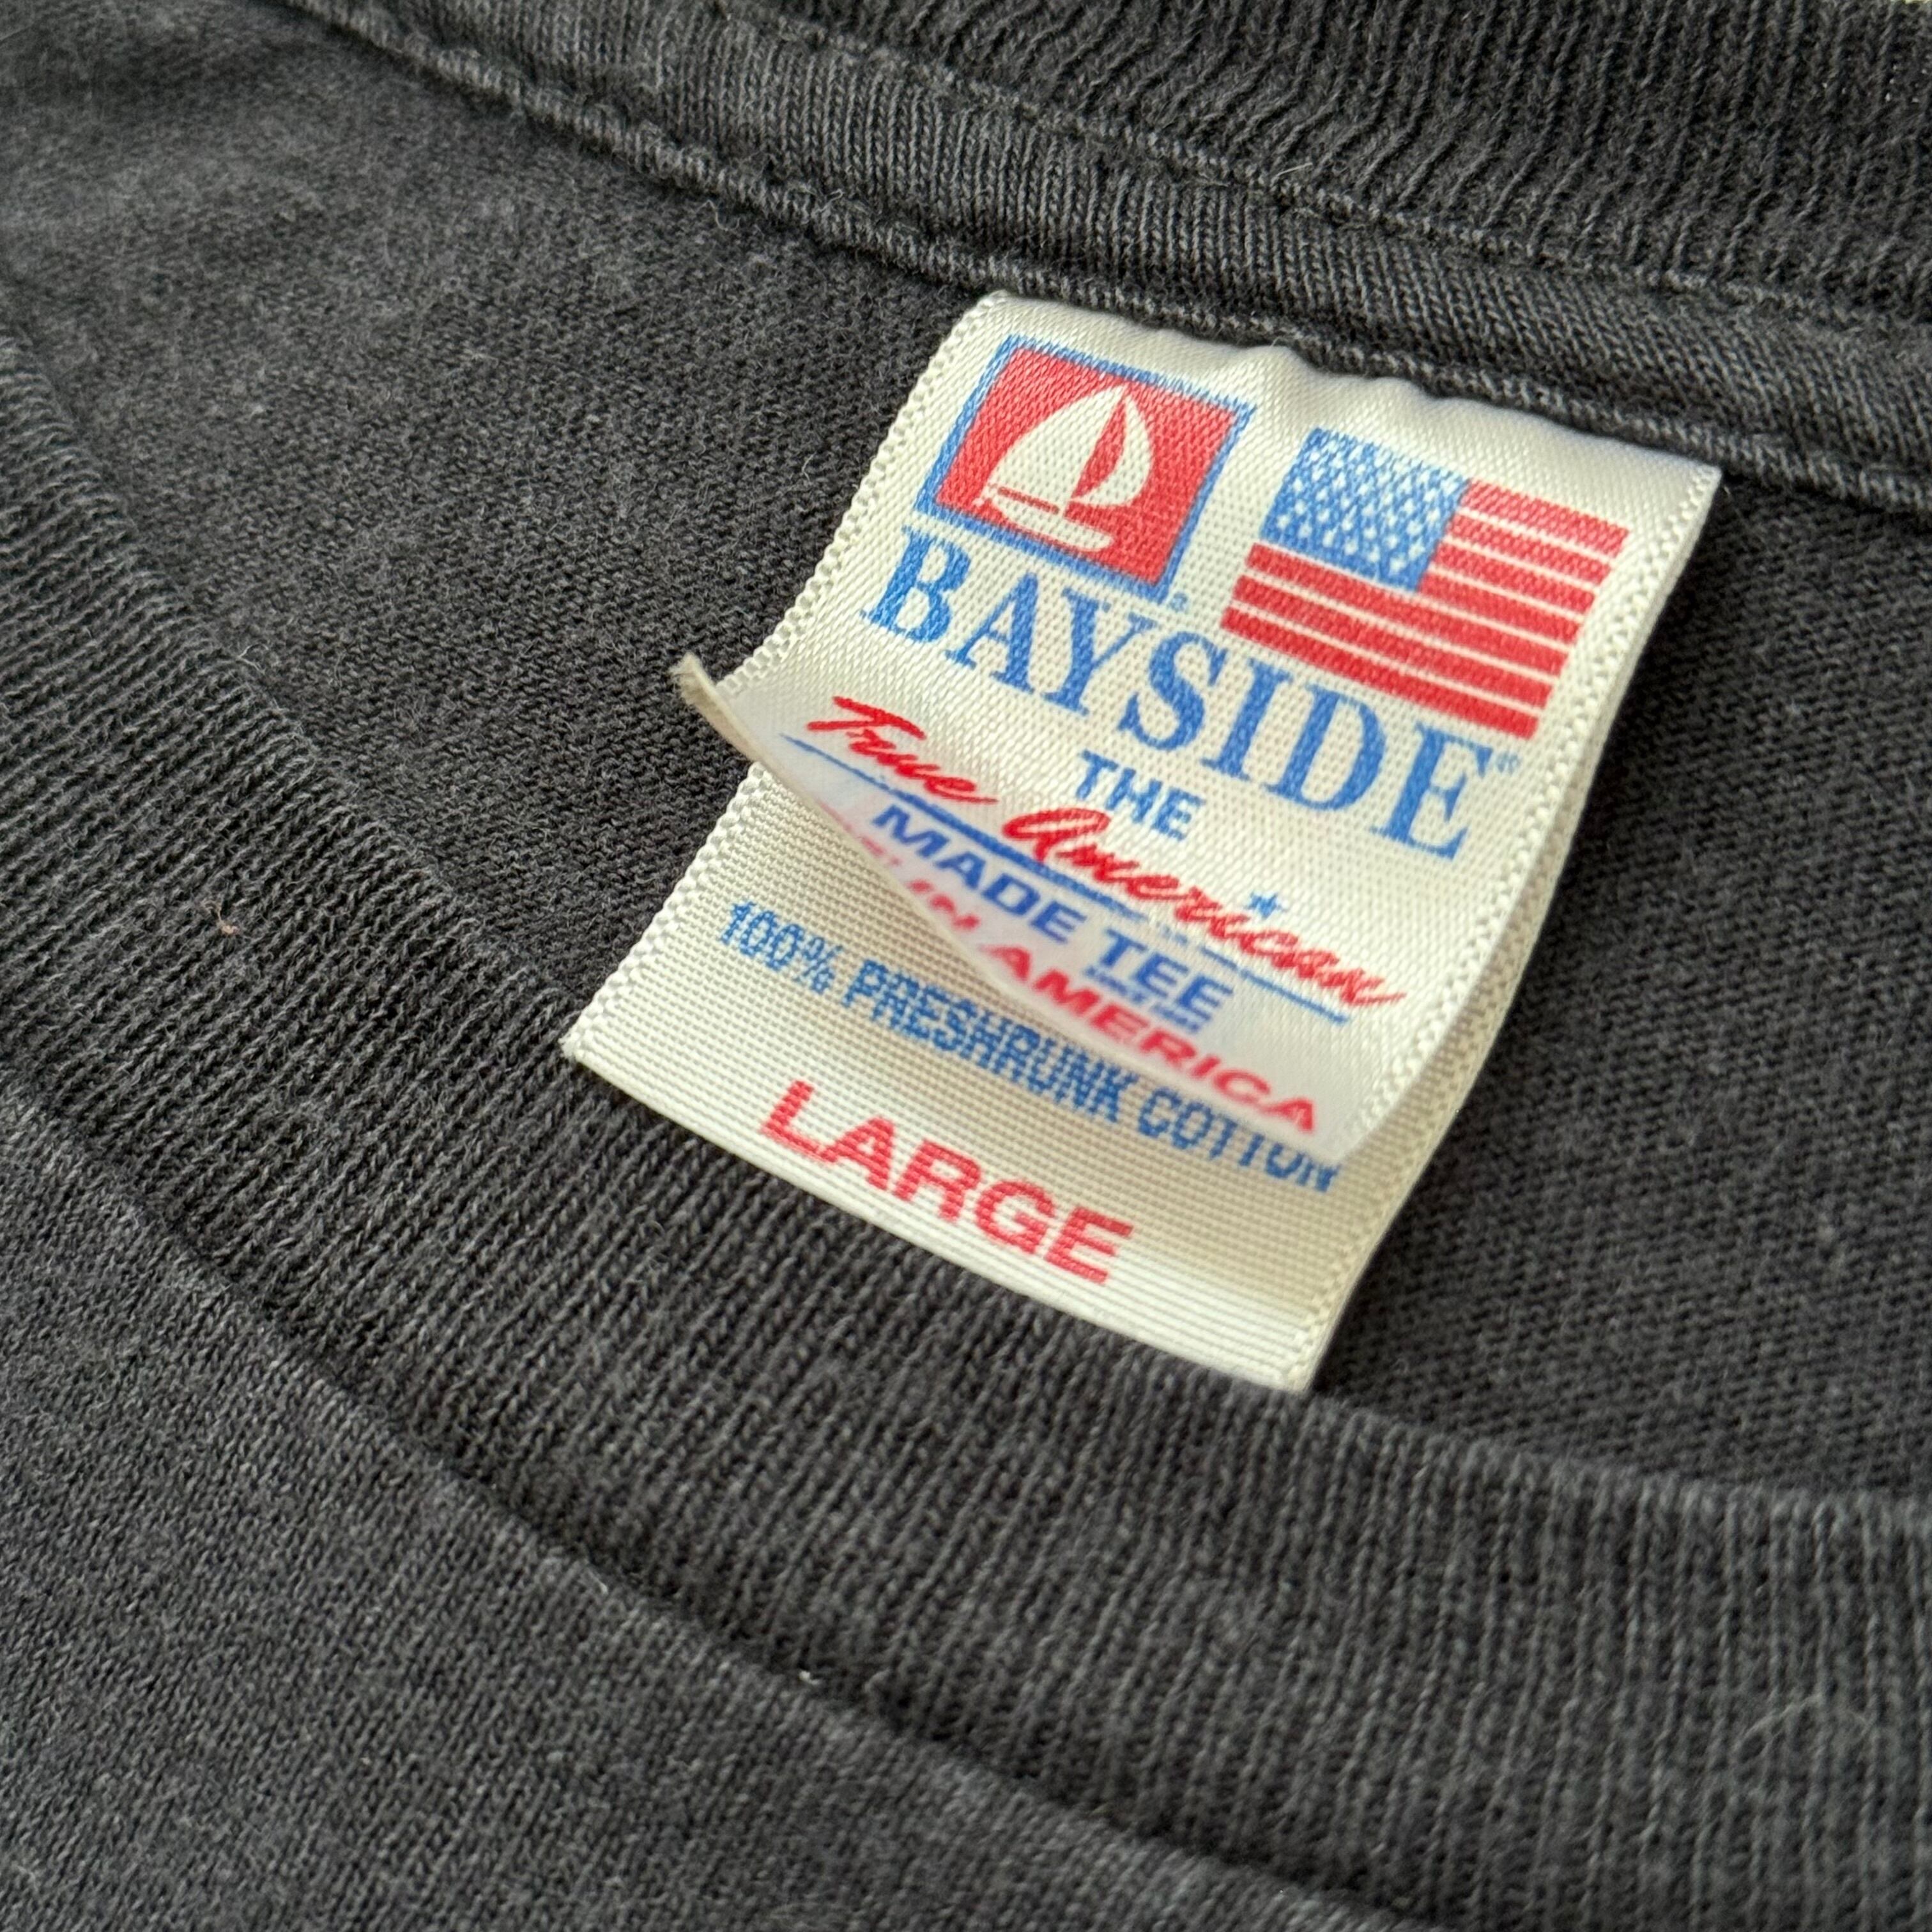 BAYSIDE®
THE
True American
MADE TEE
IN AMERICA
100% PRESHRUNK COTTON
LARGE